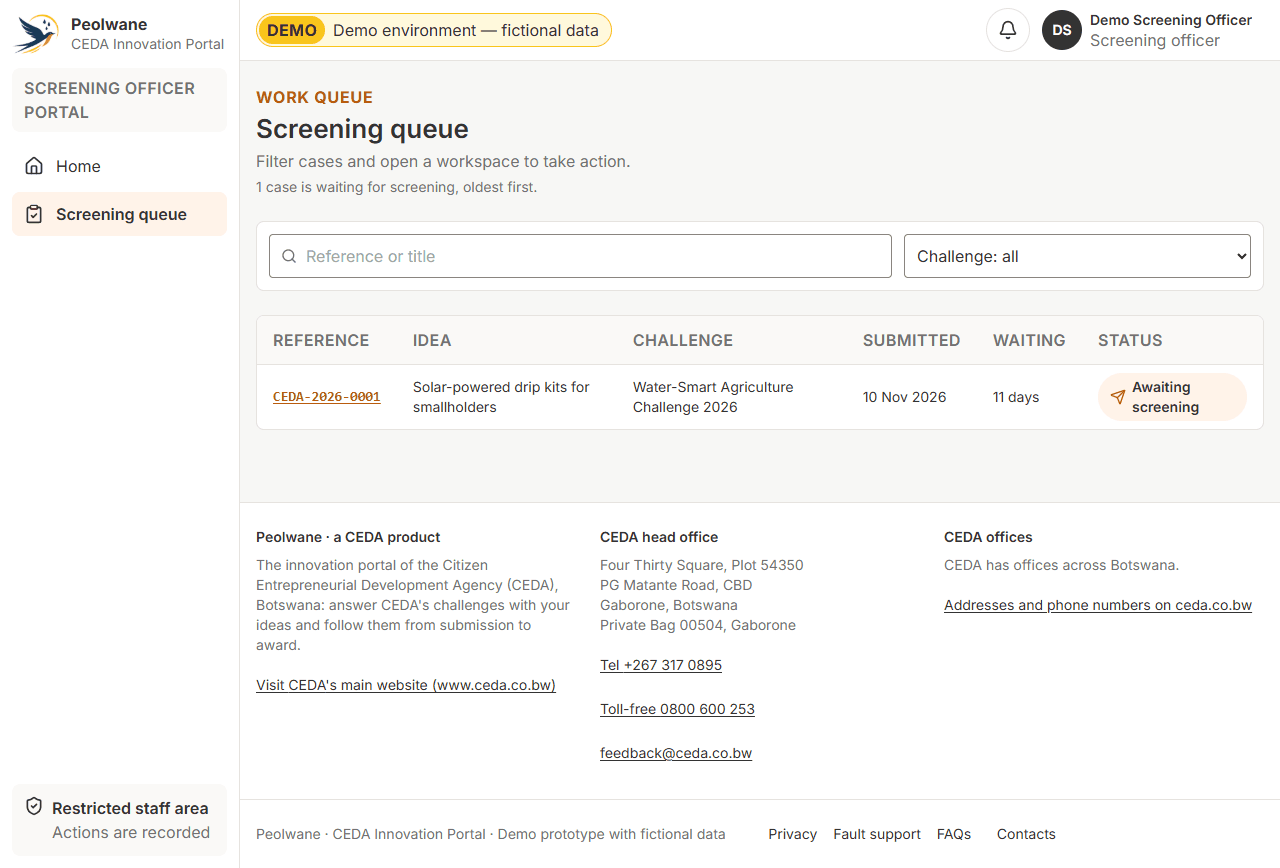 Peolwane
CEDA Innovation Portal
SCREENING OFFICER
PORTAL
Home
Screening queue
Restricted staff area
Actions are recorded
DEMO Demo environment — fictional data
DS
Demo Screening Officer
Screening officer
WORK QUEUE
Screening queue
Filter cases and open a workspace to take action.
1 case is waiting for screening, oldest first.
Reference or title
Challenge: all
REFERENCE IDEA CHALLENGE SUBMITTED WAITING STATUS
CEDA-2026-0001
Solar-powered drip kits for
smallholders
Water-Smart Agriculture
Challenge 2026
10 Nov 2026
11 days
Awaiting
screening
Peolwane · a CEDA product
The innovation portal of the Citizen
Entrepreneurial Development Agency (CEDA),
Botswana: answer CEDA's challenges with your
ideas and follow them from submission to
award.
Visit CEDA's main website (www.ceda.co.bw)
CEDA head office
Four Thirty Square, Plot 54350
PG Matante Road, CBD
Gaborone, Botswana
Private Bag 00504, Gaborone
Tel +267 317 0895
Toll-free 0800 600 253
feedback@ceda.co.bw
CEDA offices
CEDA has offices across Botswana.
Addresses and phone numbers on ceda.co.bw
Peolwane · CEDA Innovation Portal · Demo prototype with fictional data
Privacy Fault support FAQs Contacts